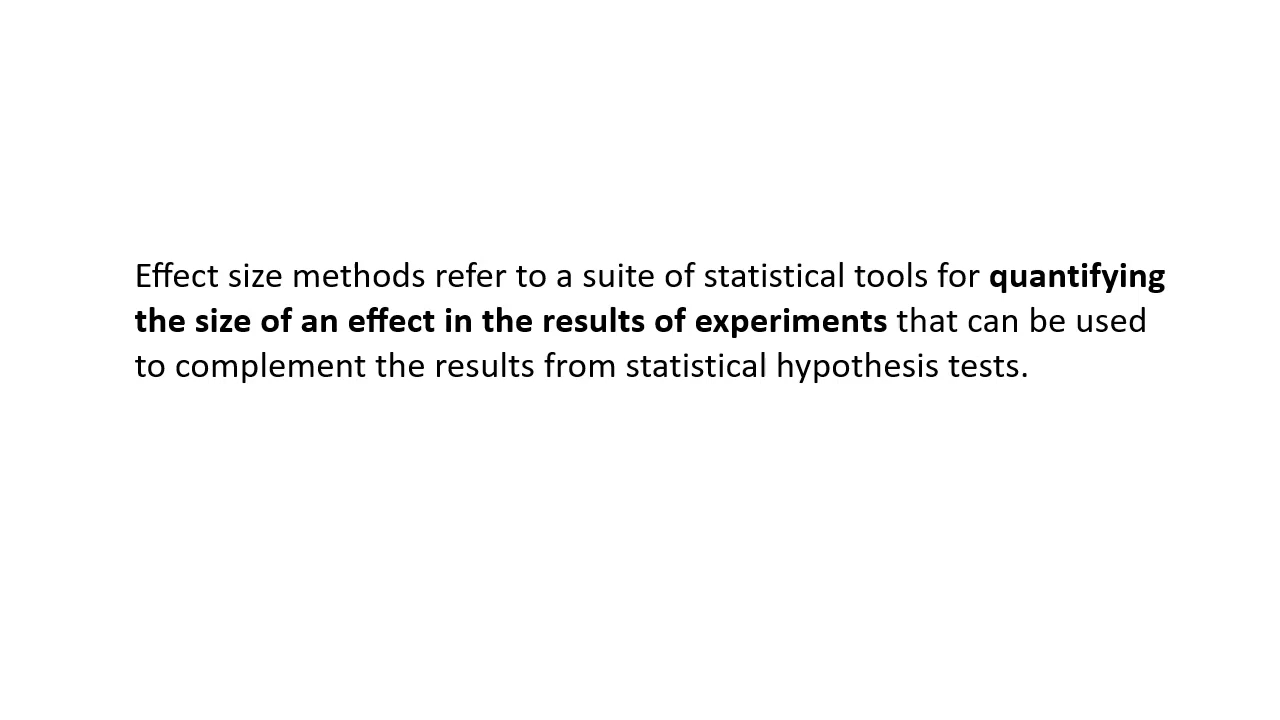 Effect size methods refer to a suite of statistical tools for quantifying
the size of an effect in the results of experiments that can be used
to complement the results from statistical hypothesis tests.